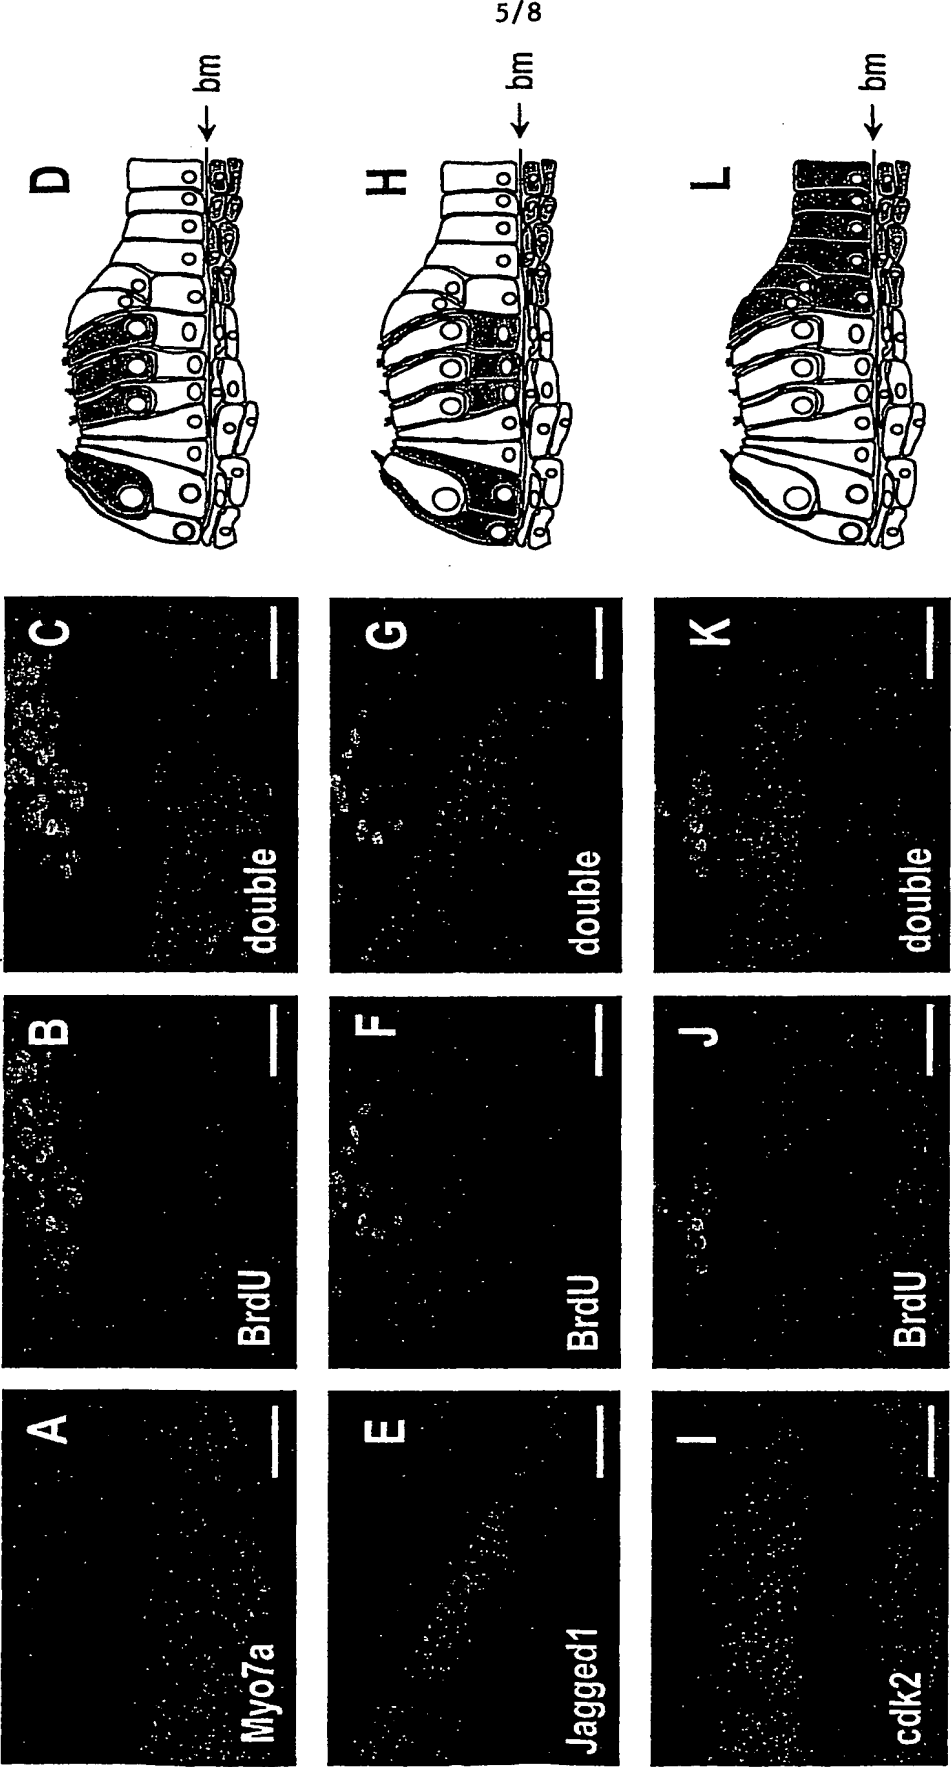 5/8
A
Myo7a
B
BrdU
C
double
D
bm
E
Jagged1
F
BrdU
G
double
H
bm
I
cdk2
J
BrdU
K
double
L
bm